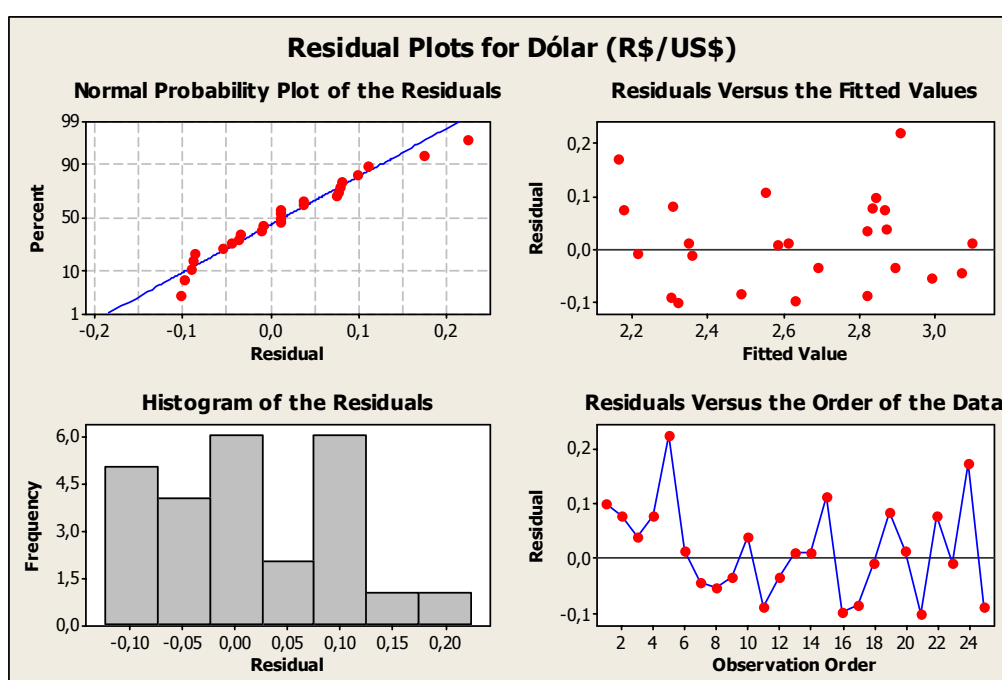 Residual Plots for Dólar (R$/US$)
Normal Probability Plot of the Residuals
Percent
99
90
50
10
1
-0,2 -0,1 0,0 0,1 0,2
Residual
Residuals Versus the Fitted Values
Residual
0,2
0,1
0,0
-0,1
2,2 2,4 2,6 2,8 3,0
Fitted Value
Histogram of the Residuals
Frequency
6,0
4,5
3,0
1,5
0,0
-0,10 -0,05 0,00 0,05 0,10 0,15 0,20
Residual
Residuals Versus the Order of the Data
Residual
0,2
0,1
0,0
-0,1
2 4 6 8 10 12 14 16 18 20 22 24
Observation Order